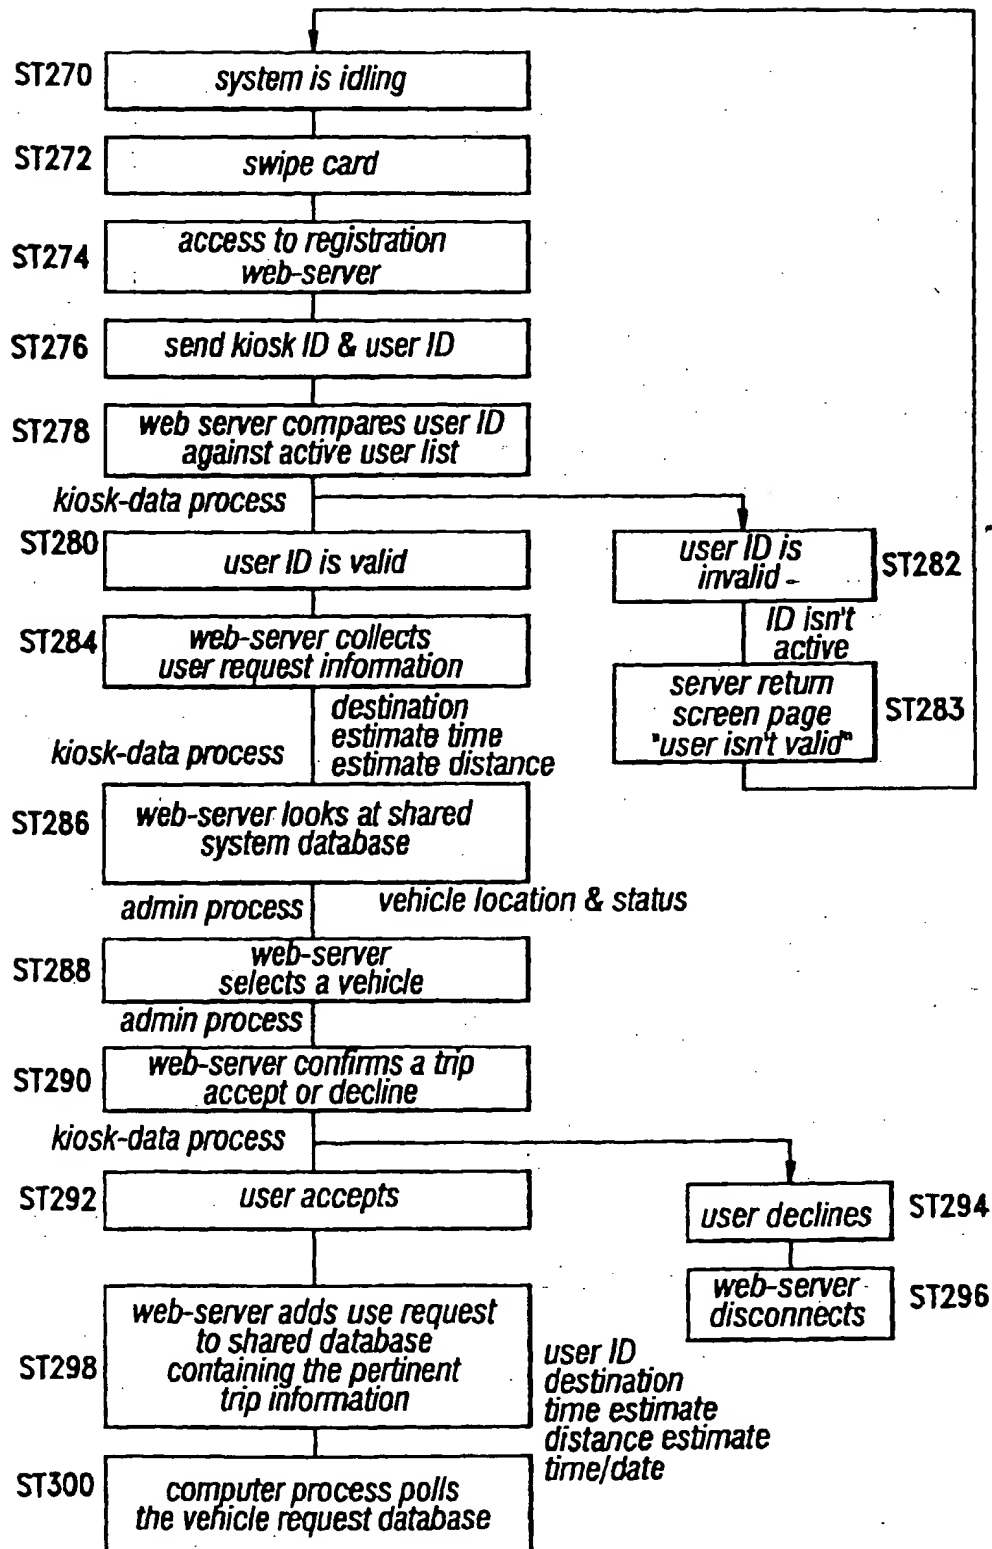 ST270
system is idling
ST272
swipe card
ST274
access to registration
web-server
ST276
send kiosk ID & user ID
ST278
web server compares user ID
against active user list
kiosk-data process
ST280
user ID is valid
user ID is
invalid -
ST282
ID isn't
active
ST284
web-server collects
user request information
server return
screen page
"user isn't valid"
ST283
destination
estimate time
estimate distance
kiosk-data process
ST286
web-server looks at shared
system database
admin process
vehicle location & status
ST288
web-server
selects a vehicle
admin process
ST290
web-server confirms a trip
accept or decline
kiosk-data process
ST292
user accepts
user declines
ST294
web-server
disconnects
ST296
ST298
web-server adds use request
to shared database
containing the pertinent
trip information
user ID
destination
time estimate
distance estimate
time/date
ST300
computer process polls
the vehicle request database